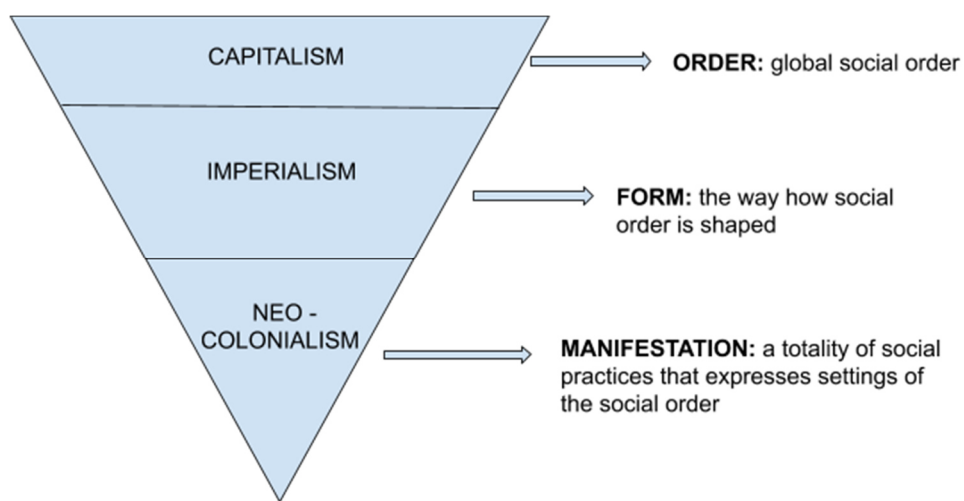 CAPITALISM
ORDER: global social order
IMPERIALISM
FORM: the way how social
order is shaped
NEO -
COLONIALISM
MANIFESTATION: a totality of social
practices that expresses settings of
the social order